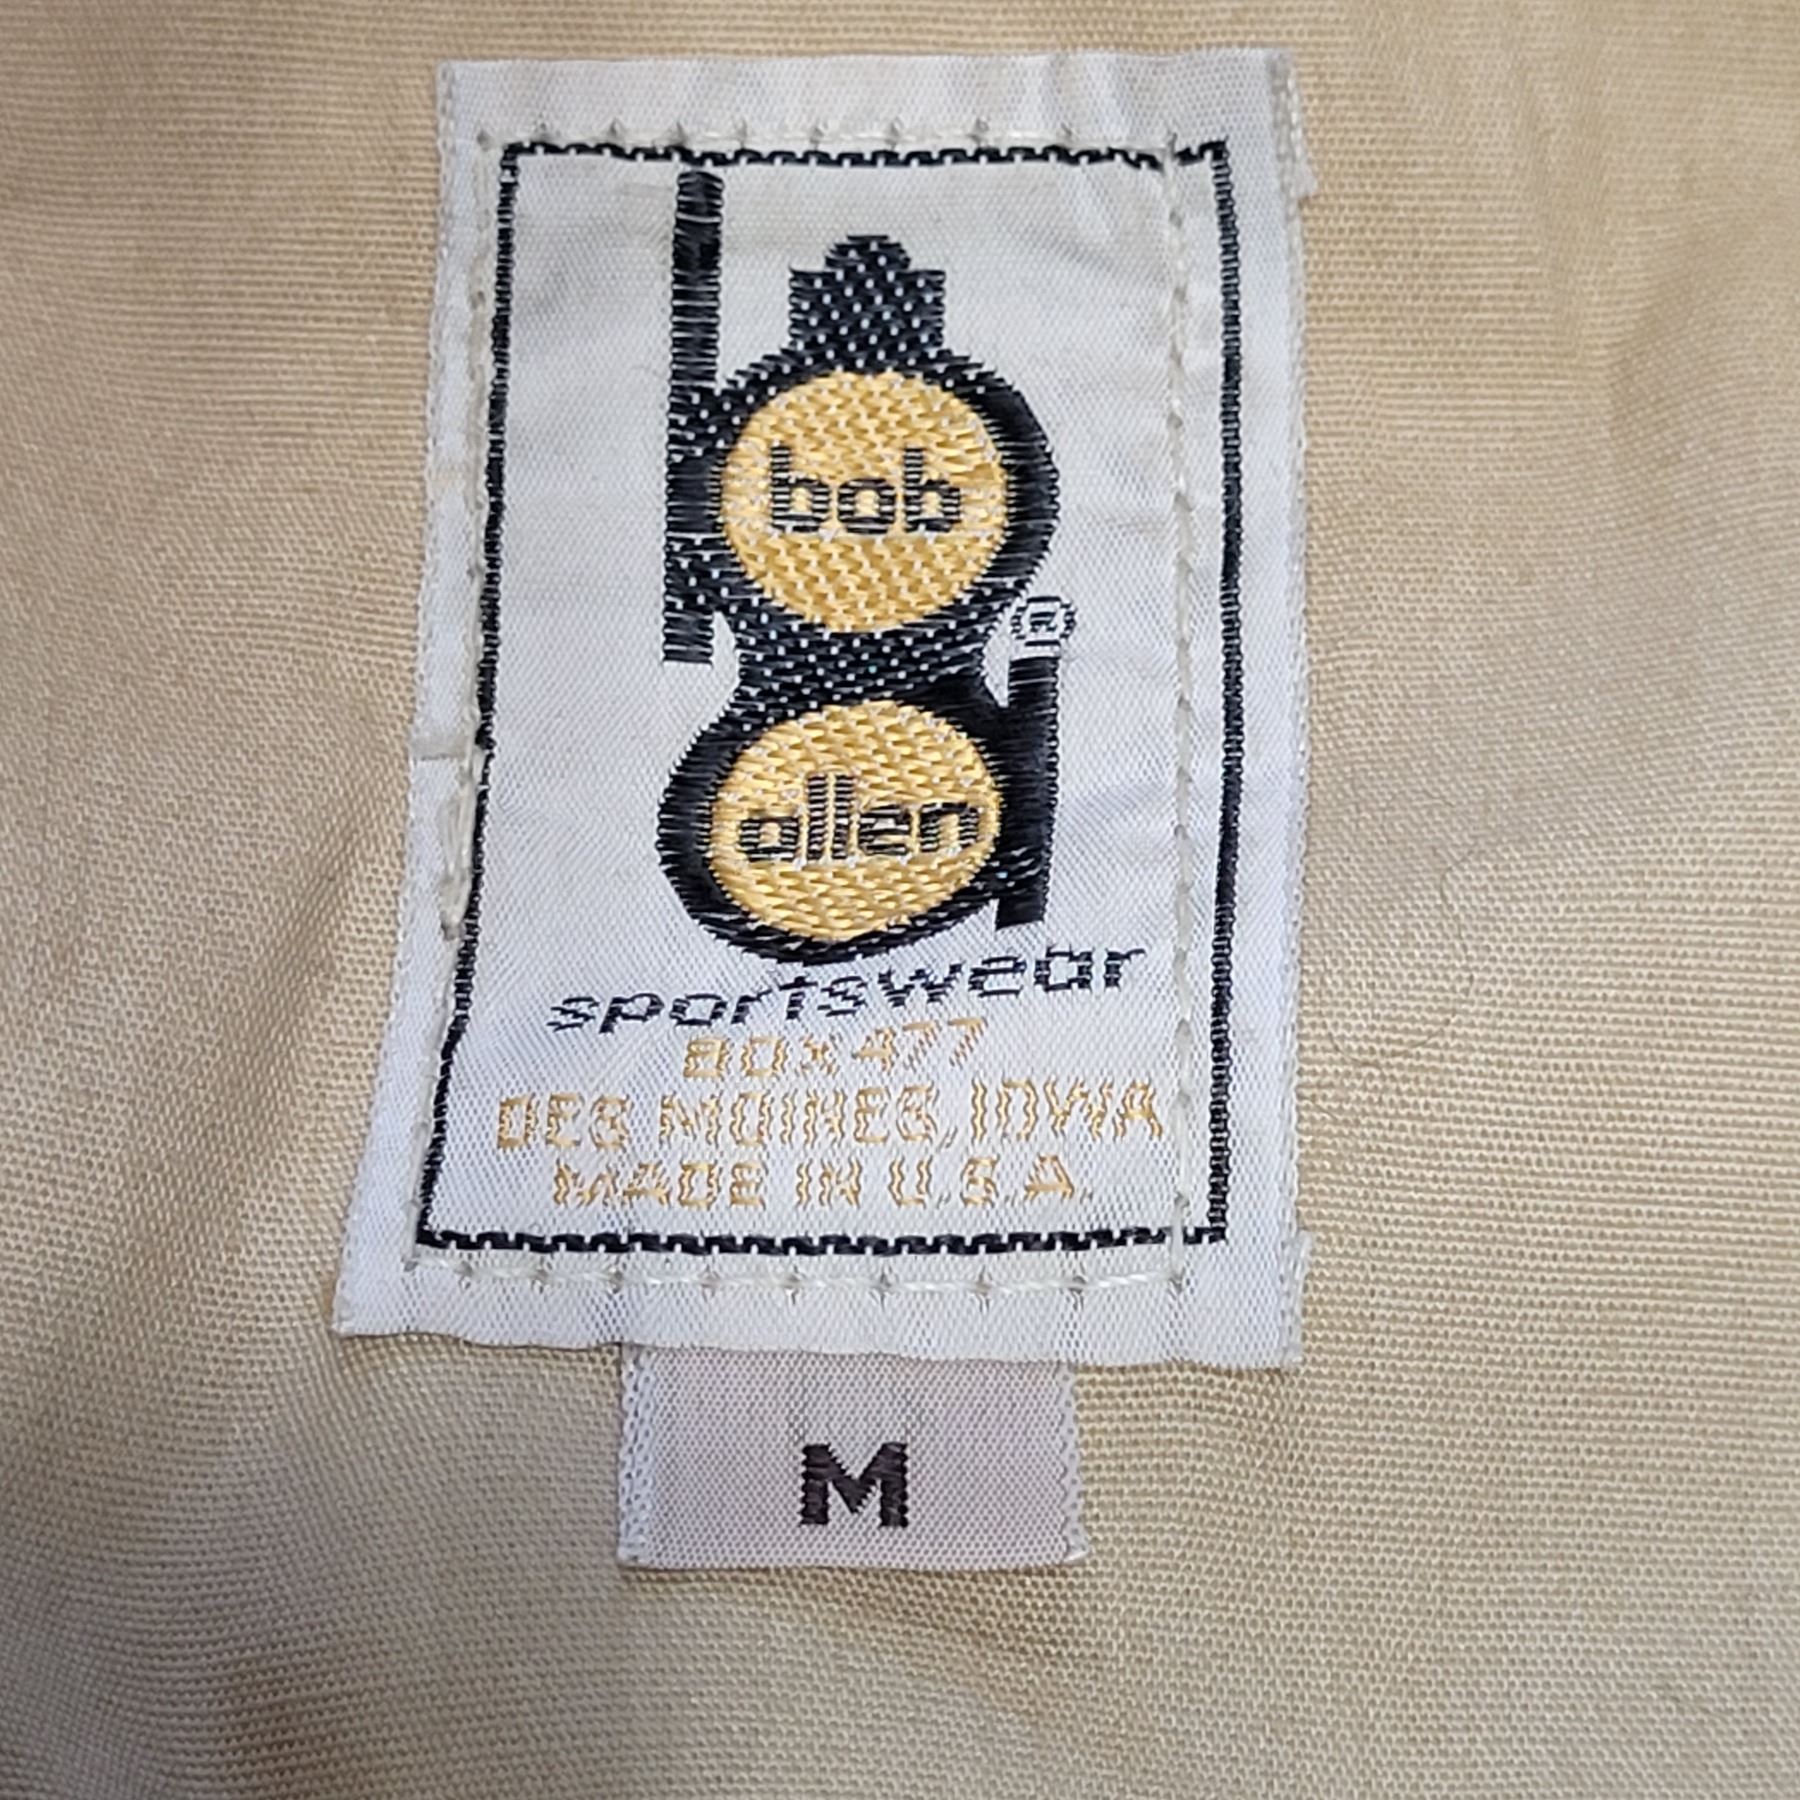 bob
®
allen
sportswear
BOX 477
DES MOINES, IOWA
MADE IN U.S.A.
M